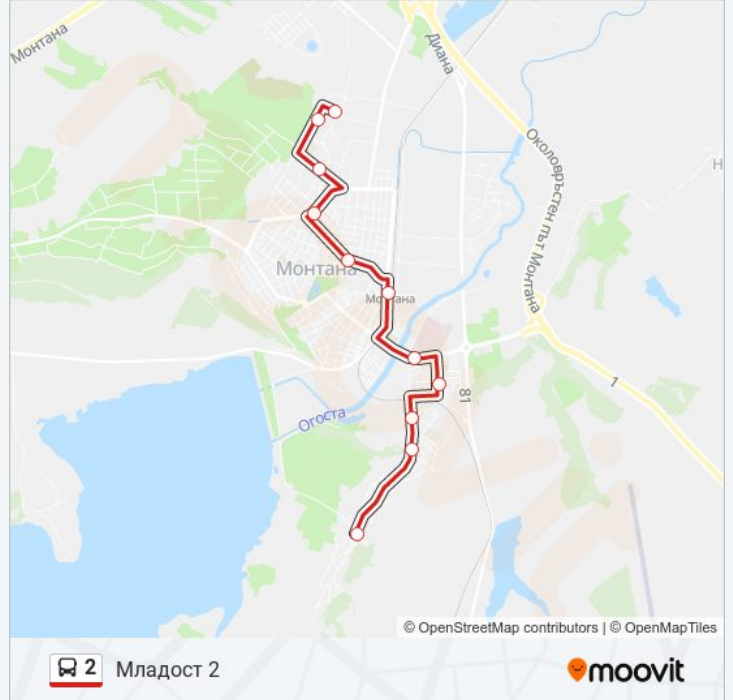 Монтана
Диана
Околовръстен път Монтана
Н
Монтана
Монтана
81
1
Огоста
© OpenStreetMap contributors | © OpenMapTiles
2 Младост 2
moovit